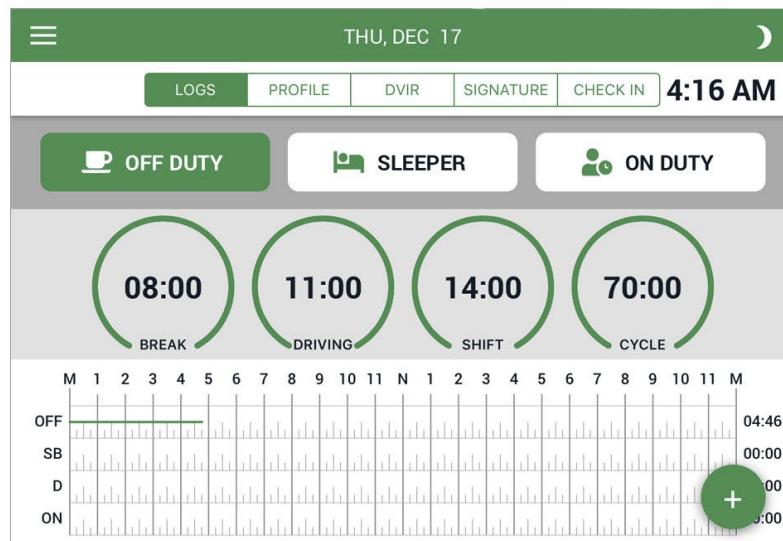 THU, DEC 17
LOGS PROFILE DVIR SIGNATURE CHECK IN 4:16 AM
OFF DUTY SLEEPER ON DUTY
08:00 11:00 14:00 70:00
BREAK DRIVING SHIFT CYCLE
M 1 2 3 4 5 6 7 8 9 10 11 N 1 2 3 4 5 6 7 8 9 10 11 M
OFF 04:46
SB 00:00
D
ON